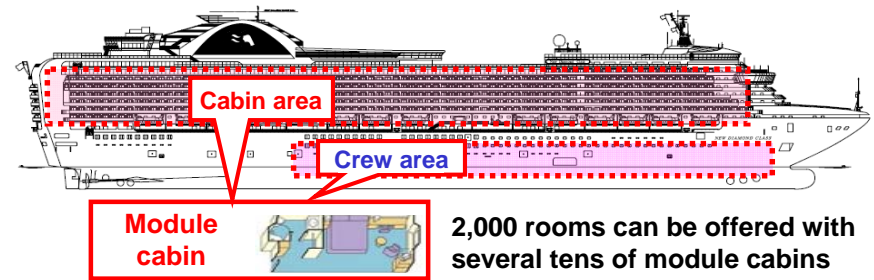 Cabin area
NEW DIAMOND CLASS
Crew area
Module
cabin
2,000 rooms can be offered with
several tens of module cabins